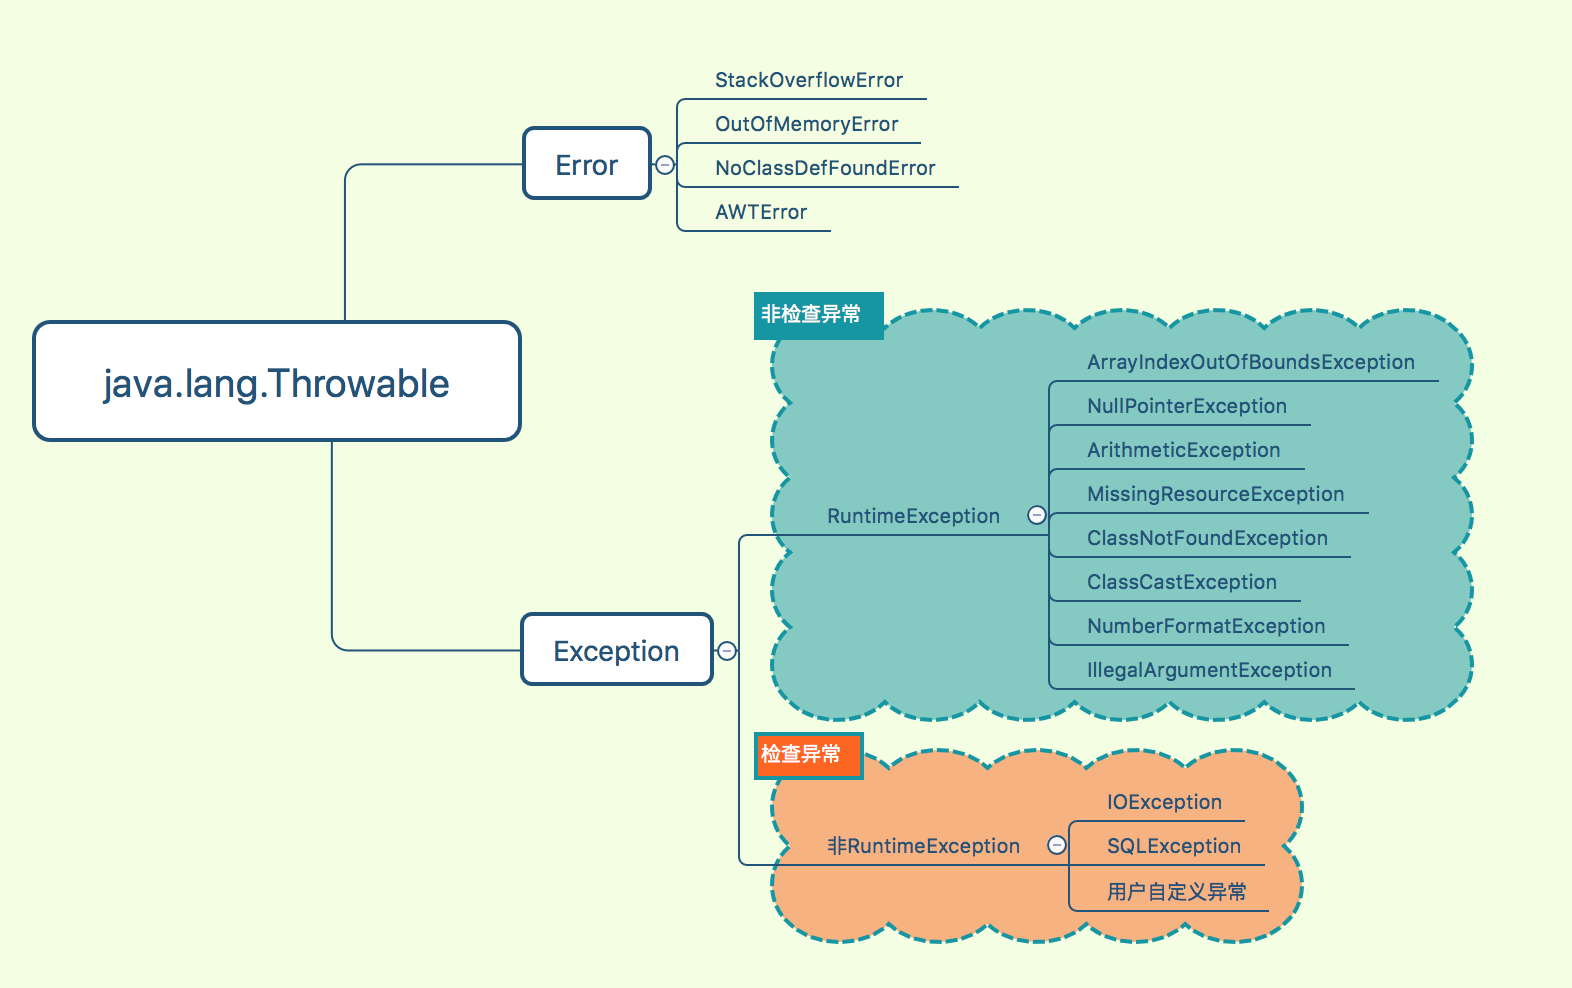 java.lang.Throwable
Error
StackOverflowError
OutOfMemoryError
NoClassDefFoundError
AWTError
Exception
非检查异常
RuntimeException
ArrayIndexOutOfBoundsException
NullPointerException
ArithmeticException
MissingResourceException
ClassNotFoundException
ClassCastException
NumberFormatException
IllegalArgumentException
检查异常
非RuntimeException
IOException
SQLException
用户自定义异常